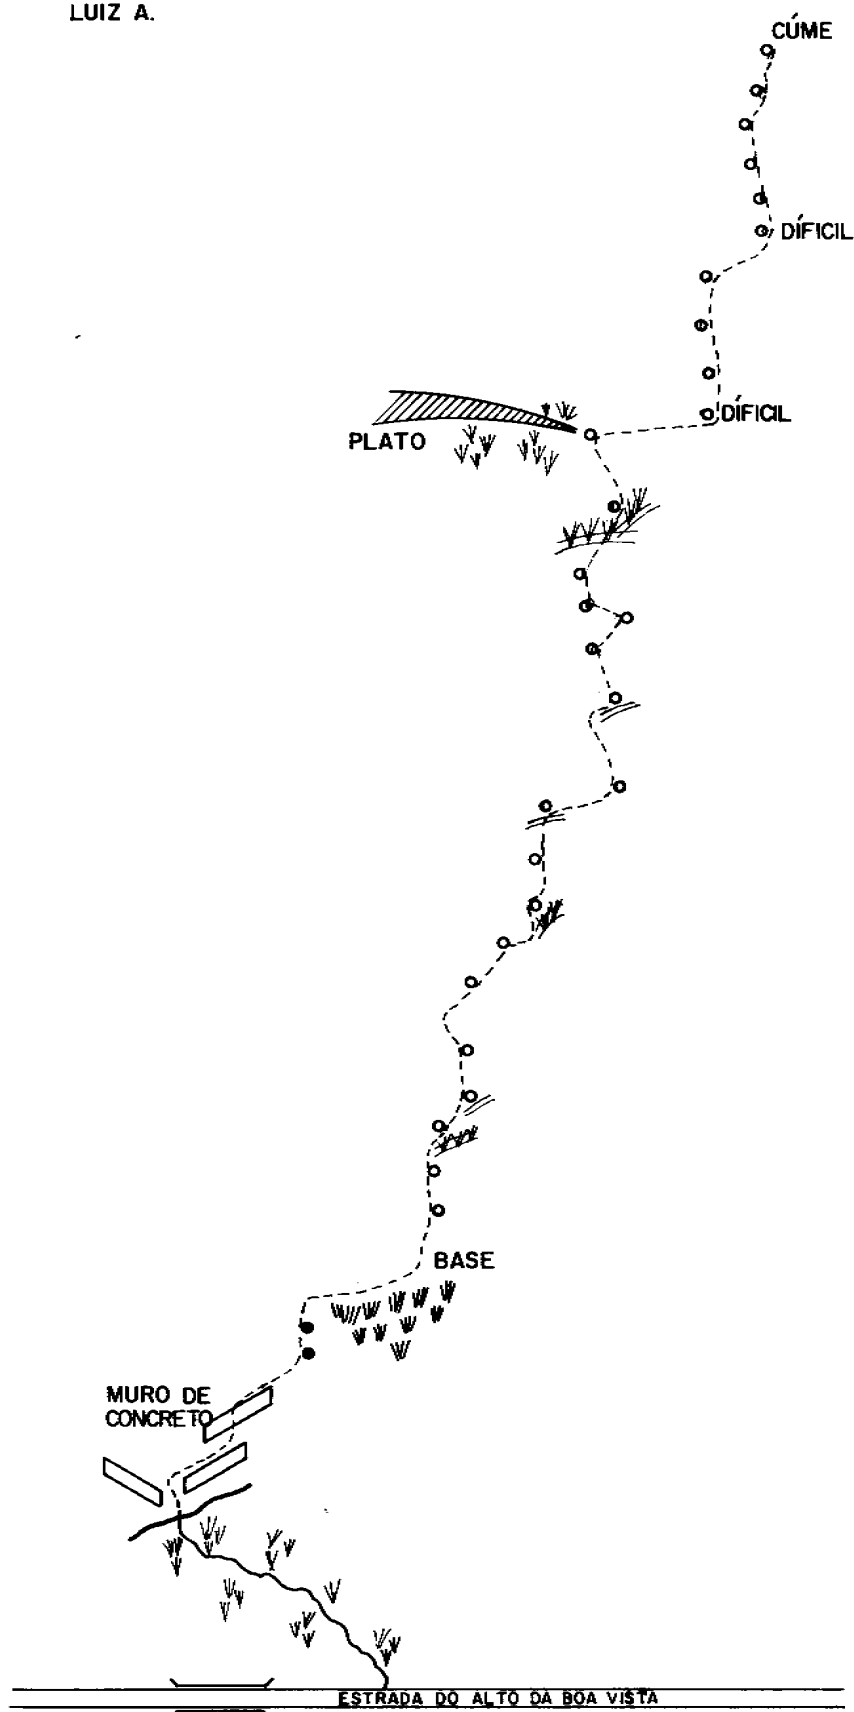 LUIZ A.
CÚME
DÍFICIL
DÍFICIL
PLATO
BASE
MURO DE
CONCRETO
ESTRADA DO ALTO DA BOA VISTA